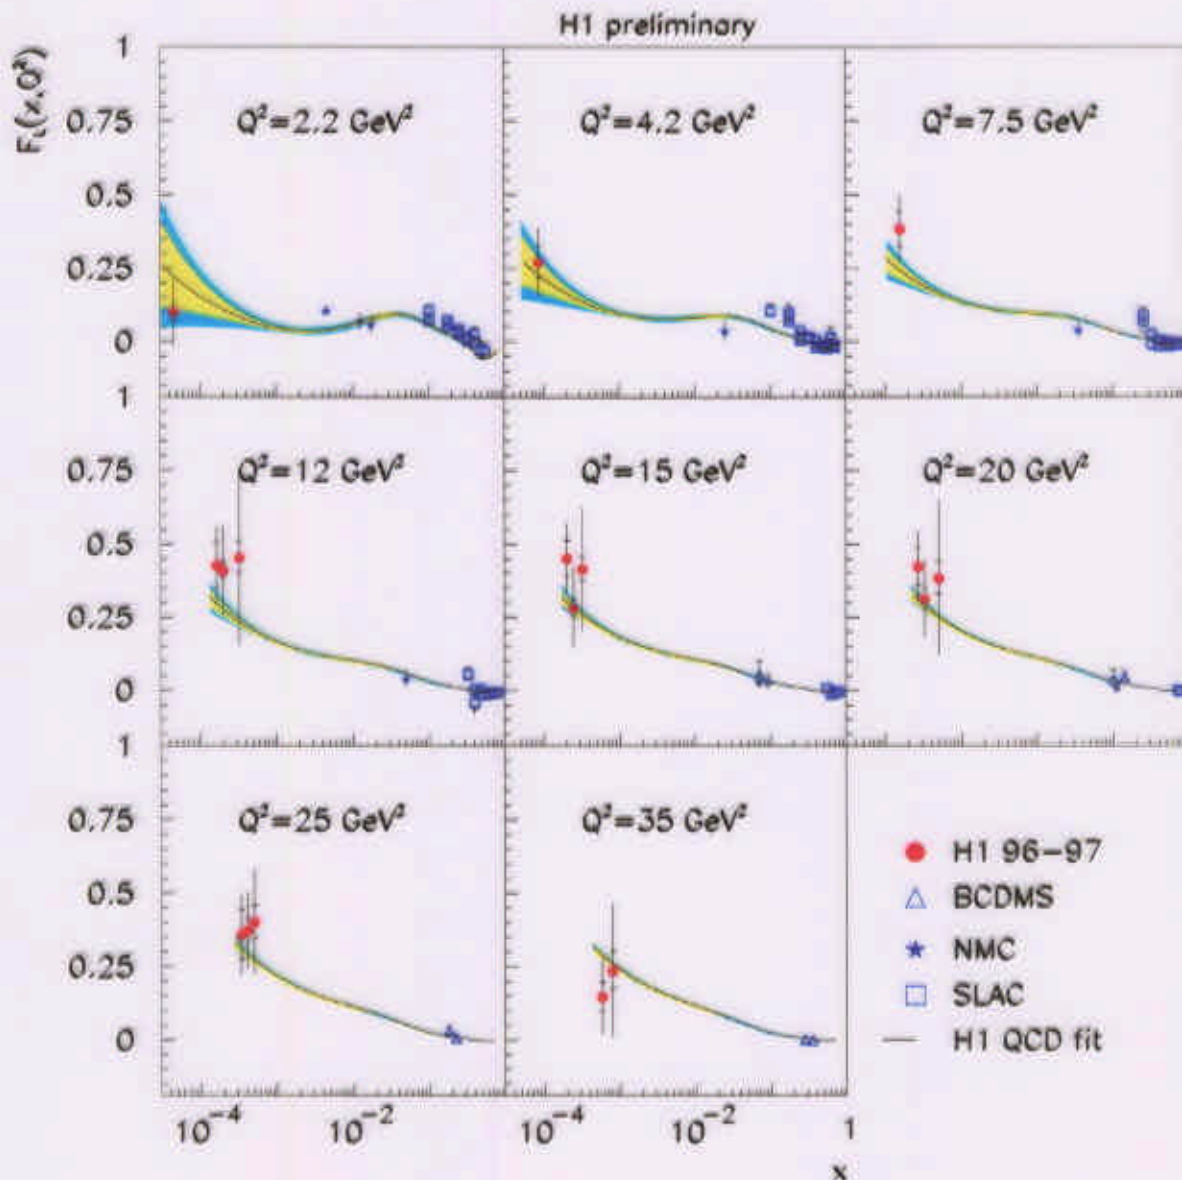 H1 preliminary
F_L(x,Q²)
1
Q²=2.2 GeV²
Q²=4.2 GeV²
Q²=7.5 GeV²
0.75
0.5
0.25
0
1
Q²=12 GeV²
Q²=15 GeV²
Q²=20 GeV²
0.75
0.5
0.25
0
1
Q²=25 GeV²
Q²=35 GeV²
0.75
0.5
0.25
0
H1 96-97
BCDMS
NMC
SLAC
H1 QCD fit
10⁻⁴ 10⁻² 10⁻⁴ 10⁻² 1
x